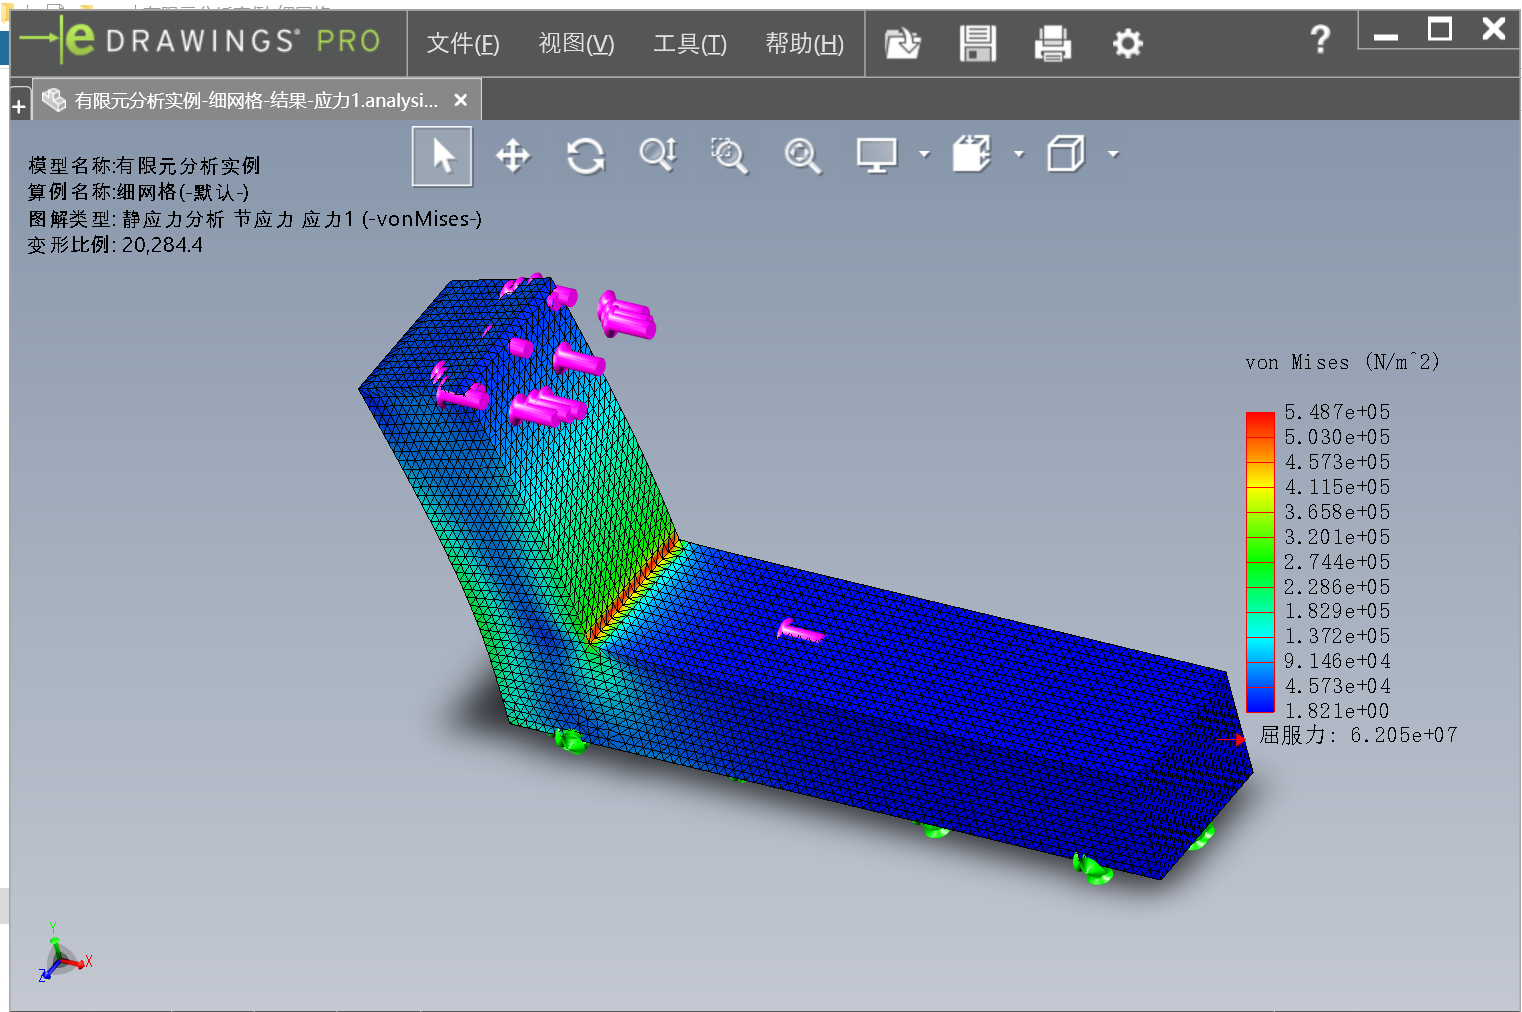 eDRAWINGS® PRO
文件(F) 视图(V) 工具(T) 帮助(H)
?
+ 有限元分析实例-细网格-结果-应力1.analysi... ×
模型名称:有限元分析实例
算例名称:细网格(-默认-)
图解类型: 静应力分析 节应力 应力1 (-vonMises-)
变形比例: 20,284.4
von Mises (N/m^2)
5.487e+05
5.030e+05
4.573e+05
4.115e+05
3.658e+05
3.201e+05
2.744e+05
2.286e+05
1.829e+05
1.372e+05
9.146e+04
4.573e+04
1.821e+00
屈服力: 6.205e+07
Y
X
Z